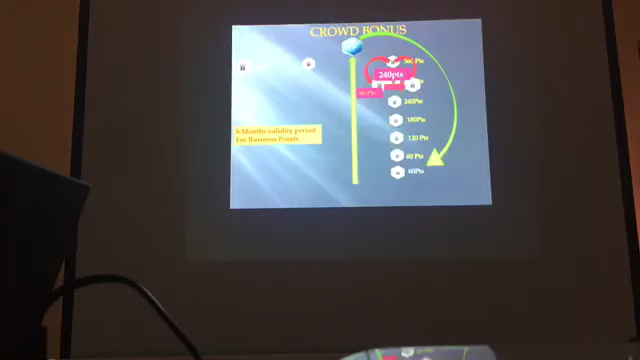 CROWD BONUS
240pts
240Pts
180Pts
120 Pts
60 Pts
60Pts
6 Months validity period
For Business Points